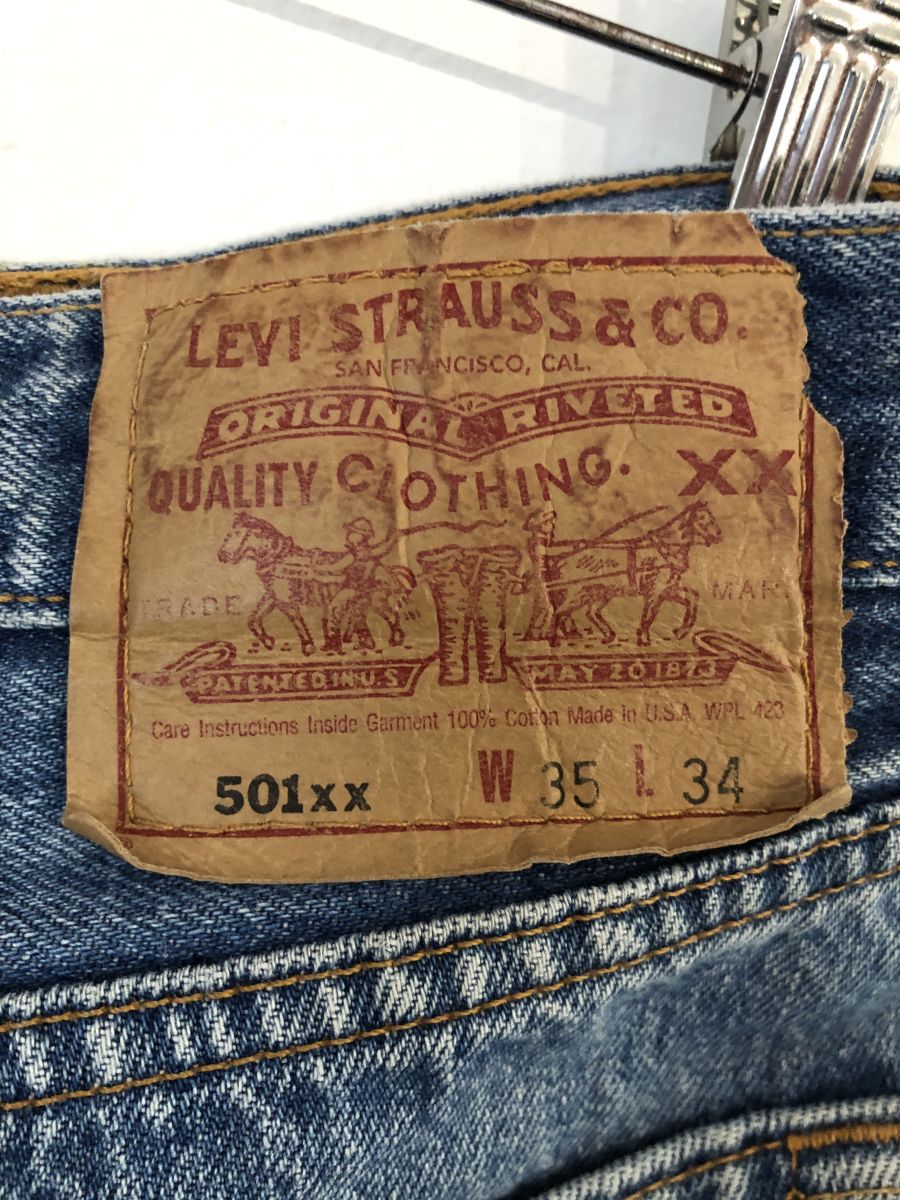 LEVI STRAUSS & CO.
SAN FRANCISCO, CAL.
ORIGINAL RIVETED
QUALITY CLOTHING. XX
TRADE MARK
PATENTED IN U.S. MAY 20 1873
Care Instructions Inside Garment 100% Cotton Made in U.S.A. WPL 423
501xx W 35 L 34